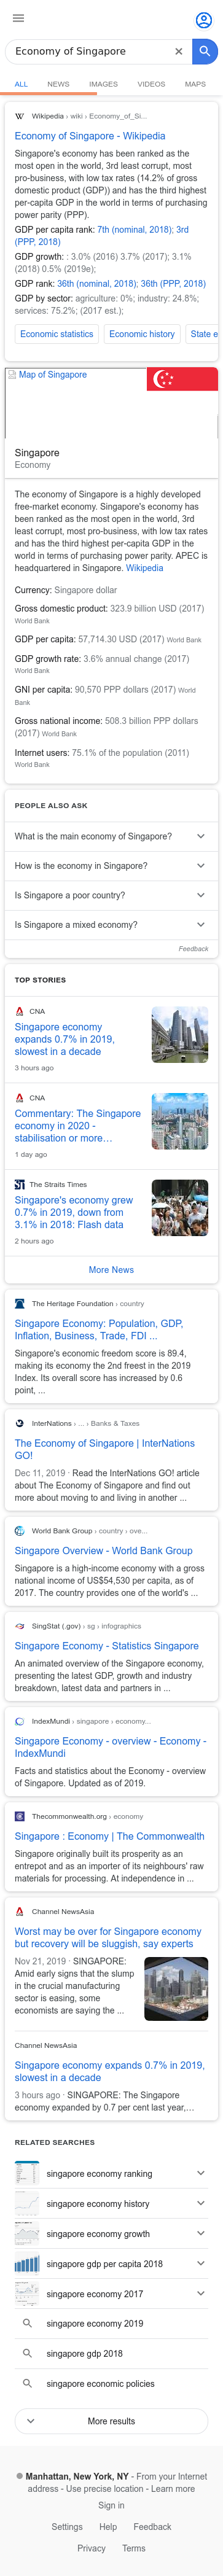 Economy of Singapore
ALL NEWS IMAGES VIDEOS MAPS
Wikipedia › wiki › Economy_of_Si...
Economy of Singapore - Wikipedia
Singapore's economy has been ranked as the
most open in the world, 3rd least corrupt, most
pro-business, with low tax rates (14.2% of gross
domestic product (GDP)) and has the third highest
per-capita GDP in the world in terms of purchasing
power parity (PPP).
GDP per capita rank: 7th (nominal, 2018); 3rd
(PPP, 2018)
GDP growth: : 3.0% (2016) 3.7% (2017); 3.1%
(2018) 0.5% (2019e);
GDP rank: 36th (nominal, 2018); 36th (PPP, 2018)
GDP by sector: agriculture: 0%; industry: 24.8%;
services: 75.2%; (2017 est.);
Economic statistics Economic history State e
Map of Singapore
Singapore
Economy
The economy of Singapore is a highly developed
free-market economy. Singapore's economy has
been ranked as the most open in the world, 3rd
least corrupt, most pro-business, with low tax rates
and has the third highest per-capita GDP in the
world in terms of purchasing power parity. APEC is
headquartered in Singapore. Wikipedia
Currency: Singapore dollar
Gross domestic product: 323.9 billion USD (2017)
World Bank
GDP per capita: 57,714.30 USD (2017) World Bank
GDP growth rate: 3.6% annual change (2017)
World Bank
GNI per capita: 90,570 PPP dollars (2017) World
Bank
Gross national income: 508.3 billion PPP dollars
(2017) World Bank
Internet users: 75.1% of the population (2011)
World Bank
PEOPLE ALSO ASK
What is the main economy of Singapore?
How is the economy in Singapore?
Is Singapore a poor country?
Is Singapore a mixed economy?
Feedback
TOP STORIES
CNA
Singapore economy
expands 0.7% in 2019,
slowest in a decade
3 hours ago
CNA
Commentary: The Singapore
economy in 2020 -
stabilisation or more…
1 day ago
The Straits Times
Singapore's economy grew
0.7% in 2019, down from
3.1% in 2018: Flash data
2 hours ago
More News
The Heritage Foundation › country
Singapore Economy: Population, GDP,
Inflation, Business, Trade, FDI ...
Singapore's economic freedom score is 89.4,
making its economy the 2nd freest in the 2019
Index. Its overall score has increased by 0.6
point, ...
InterNations › ... › Banks & Taxes
The Economy of Singapore | InterNations
GO!
Dec 11, 2019 · Read the InterNations GO! article
about The Economy of Singapore and find out
more about moving to and living in another ...
World Bank Group › country › ove...
Singapore Overview - World Bank Group
Singapore is a high-income economy with a gross
national income of US$54,530 per capita, as of
2017. The country provides one of the world's ...
SingStat (.gov) › sg › infographics
Singapore Economy - Statistics Singapore
An animated overview of the Singapore economy,
presenting the latest GDP, growth and industry
breakdown, latest data and partners in ...
IndexMundi › singapore › economy...
Singapore Economy - overview - Economy -
IndexMundi
Facts and statistics about the Economy - overview
of Singapore. Updated as of 2019.
Thecommonwealth.org › economy
Singapore : Economy | The Commonwealth
Singapore originally built its prosperity as an
entrepot and as an importer of its neighbours' raw
materials for processing. At independence in ...
Channel NewsAsia
Worst may be over for Singapore economy
but recovery will be sluggish, say experts
Nov 21, 2019 · SINGAPORE:
Amid early signs that the slump
in the crucial manufacturing
sector is easing, some
economists are saying the ...
Channel NewsAsia
Singapore economy expands 0.7% in 2019,
slowest in a decade
3 hours ago · SINGAPORE: The Singapore
economy expanded by 0.7 per cent last year,...
RELATED SEARCHES
singapore economy ranking
singapore economy history
singapore economy growth
singapore gdp per capita 2018
singapore economy 2017
singapore economy 2019
singapore gdp 2018
singapore economic policies
More results
Manhattan, New York, NY - From your Internet
address - Use precise location - Learn more
Sign in
Settings Help Feedback
Privacy Terms